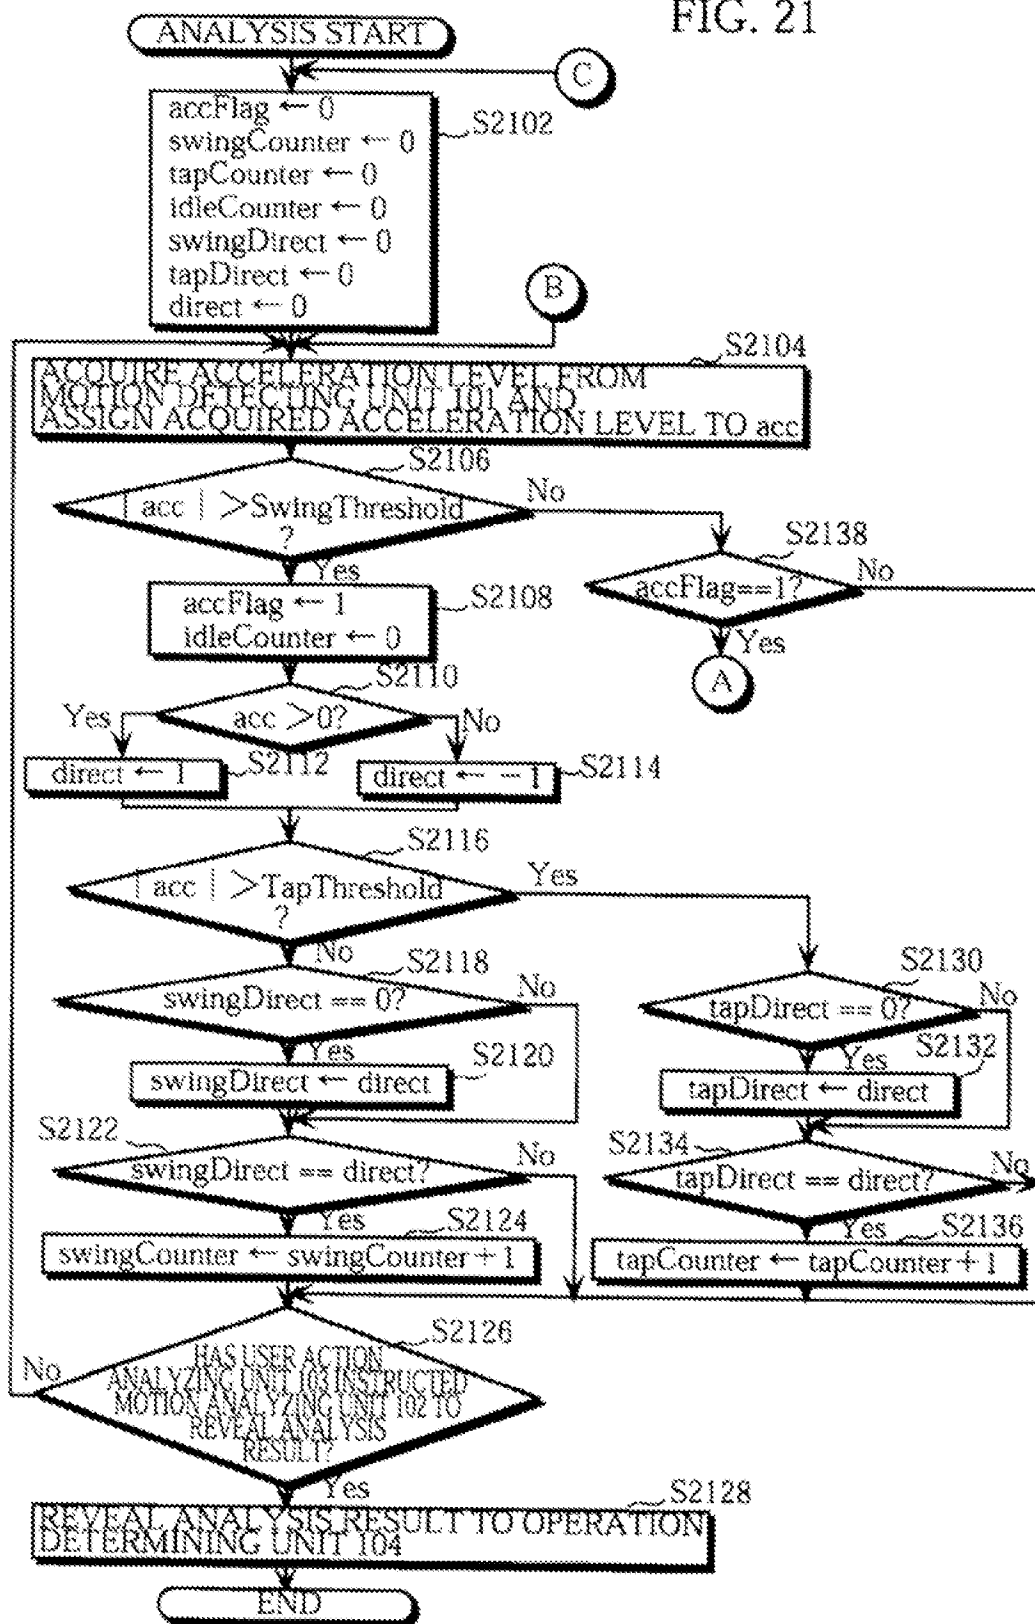 FIG. 21
ANALYSIS START
C
accFlag ← 0
swingCounter ← 0
tapCounter ← 0
idleCounter ← 0
swingDirect ← 0
tapDirect ← 0
direct ← 0
S2102
B
S2104
ACQUIRE ACCELERATION LEVEL FROM
MOTION DETECTING UNIT 101 AND
ASSIGN ACQUIRED ACCELERATION LEVEL TO acc
S2106
| acc | >SwingThreshold
?
No
Yes
S2138
accFlag==1?
No
Yes
A
accFlag ← 1
idleCounter ← 0
S2108
S2110
acc >0?
Yes
No
direct ← 1
S2112
direct ← −1
S2114
S2116
| acc | >TapThreshold
?
Yes
No
S2118
swingDirect == 0?
No
Yes
S2120
swingDirect ← direct
S2130
tapDirect == 0?
No
Yes
S2132
tapDirect ← direct
S2122
swingDirect == direct?
No
Yes
S2124
swingCounter ← swingCounter+1
S2134
tapDirect == direct?
No
Yes
S2136
tapCounter ← tapCounter+1
S2126
HAS USER ACTION
ANALYZING UNIT 103 INSTRUCTED
MOTION ANALYZING UNIT 102 TO
REVEAL ANALYSIS
RESULT?
No
Yes
S2128
REVEAL ANALYSIS RESULT TO OPERATION
DETERMINING UNIT 104
END